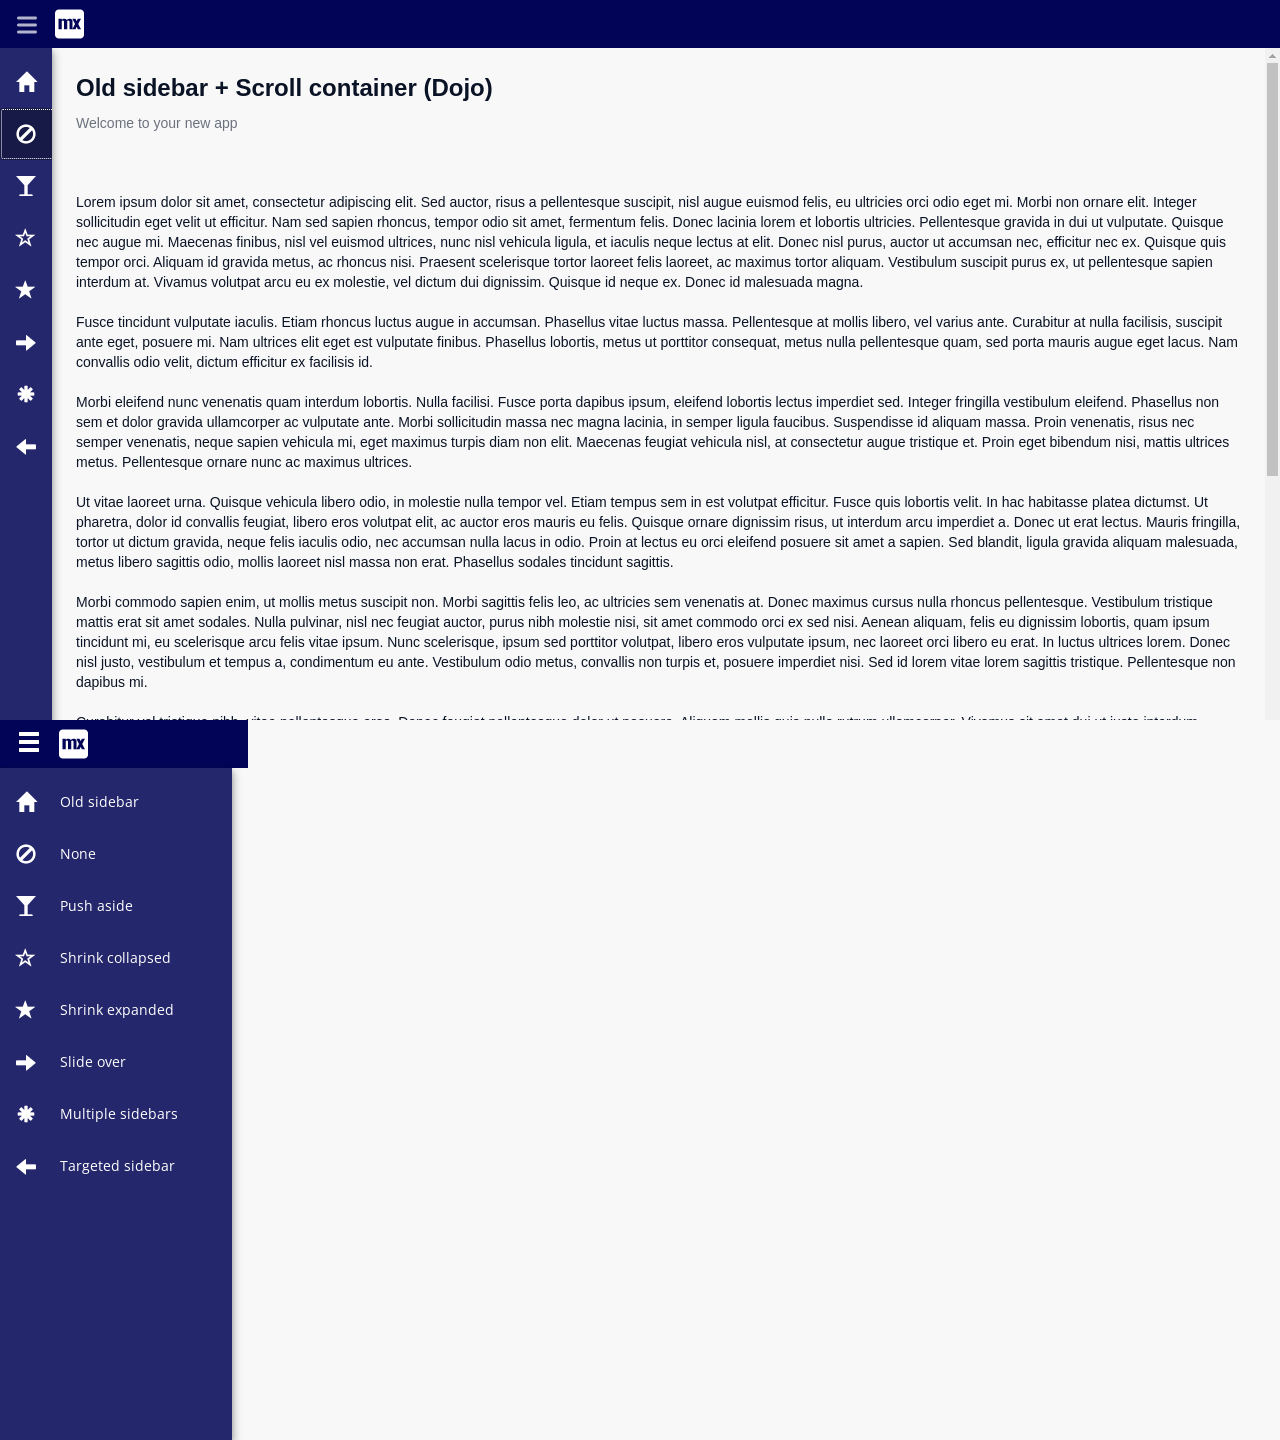 mx
Old sidebar + Scroll container (Dojo)
Welcome to your new app
Lorem ipsum dolor sit amet, consectetur adipiscing elit. Sed auctor, risus a pellentesque suscipit, nisl augue euismod felis, eu ultricies orci odio eget mi. Morbi non ornare elit. Integer
sollicitudin eget velit ut efficitur. Nam sed sapien rhoncus, tempor odio sit amet, fermentum felis. Donec lacinia lorem et lobortis ultricies. Pellentesque gravida in dui ut vulputate. Quisque
nec augue mi. Maecenas finibus, nisl vel euismod ultrices, nunc nisl vehicula ligula, et iaculis neque lectus at elit. Donec nisl purus, auctor ut accumsan nec, efficitur nec ex. Quisque quis
tempor orci. Aliquam id gravida metus, ac rhoncus nisi. Praesent scelerisque tortor laoreet felis laoreet, ac maximus tortor aliquam. Vestibulum suscipit purus ex, ut pellentesque sapien
interdum at. Vivamus volutpat arcu eu ex molestie, vel dictum dui dignissim. Quisque id neque ex. Donec id malesuada magna.
Fusce tincidunt vulputate iaculis. Etiam rhoncus luctus augue in accumsan. Phasellus vitae luctus massa. Pellentesque at mollis libero, vel varius ante. Curabitur at nulla facilisis, suscipit
ante eget, posuere mi. Nam ultrices elit eget est vulputate finibus. Phasellus lobortis, metus ut porttitor consequat, metus nulla pellentesque quam, sed porta mauris augue eget lacus. Nam
convallis odio velit, dictum efficitur ex facilisis id.
Morbi eleifend nunc venenatis quam interdum lobortis. Nulla facilisi. Fusce porta dapibus ipsum, eleifend lobortis lectus imperdiet sed. Integer fringilla vestibulum eleifend. Phasellus non
sem et dolor gravida ullamcorper ac vulputate ante. Morbi sollicitudin massa nec magna lacinia, in semper ligula faucibus. Suspendisse id aliquam massa. Proin venenatis, risus nec
semper venenatis, neque sapien vehicula mi, eget maximus turpis diam non elit. Maecenas feugiat vehicula nisl, at consectetur augue tristique et. Proin eget bibendum nisi, mattis ultrices
metus. Pellentesque ornare nunc ac maximus ultrices.
Ut vitae laoreet urna. Quisque vehicula libero odio, in molestie nulla tempor vel. Etiam tempus sem in est volutpat efficitur. Fusce quis lobortis velit. In hac habitasse platea dictumst. Ut
pharetra, dolor id convallis feugiat, libero eros volutpat elit, ac auctor eros mauris eu felis. Quisque ornare dignissim risus, ut interdum arcu imperdiet a. Donec ut erat lectus. Mauris fringilla,
tortor ut dictum gravida, neque felis iaculis odio, nec accumsan nulla lacus in odio. Proin at lectus eu orci eleifend posuere sit amet a sapien. Sed blandit, ligula gravida aliquam malesuada,
metus libero sagittis odio, mollis laoreet nisl massa non erat. Phasellus sodales tincidunt sagittis.
Morbi commodo sapien enim, ut mollis metus suscipit non. Morbi sagittis felis leo, ac ultricies sem venenatis at. Donec maximus cursus nulla rhoncus pellentesque. Vestibulum tristique
mattis erat sit amet sodales. Nulla pulvinar, nisl nec feugiat auctor, purus nibh molestie nisi, sit amet commodo orci ex sed nisi. Aenean aliquam, felis eu dignissim lobortis, quam ipsum
tincidunt mi, eu scelerisque arcu felis vitae ipsum. Nunc scelerisque, ipsum sed porttitor volutpat, libero eros vulputate ipsum, nec laoreet orci libero eu erat. In luctus ultrices lorem. Donec
nisl justo, vestibulum et tempus a, condimentum eu ante. Vestibulum odio metus, convallis non turpis et, posuere imperdiet nisi. Sed id lorem vitae lorem sagittis tristique. Pellentesque non
dapibus mi.
mx
Old sidebar
None
Push aside
Shrink collapsed
Shrink expanded
Slide over
Multiple sidebars
Targeted sidebar